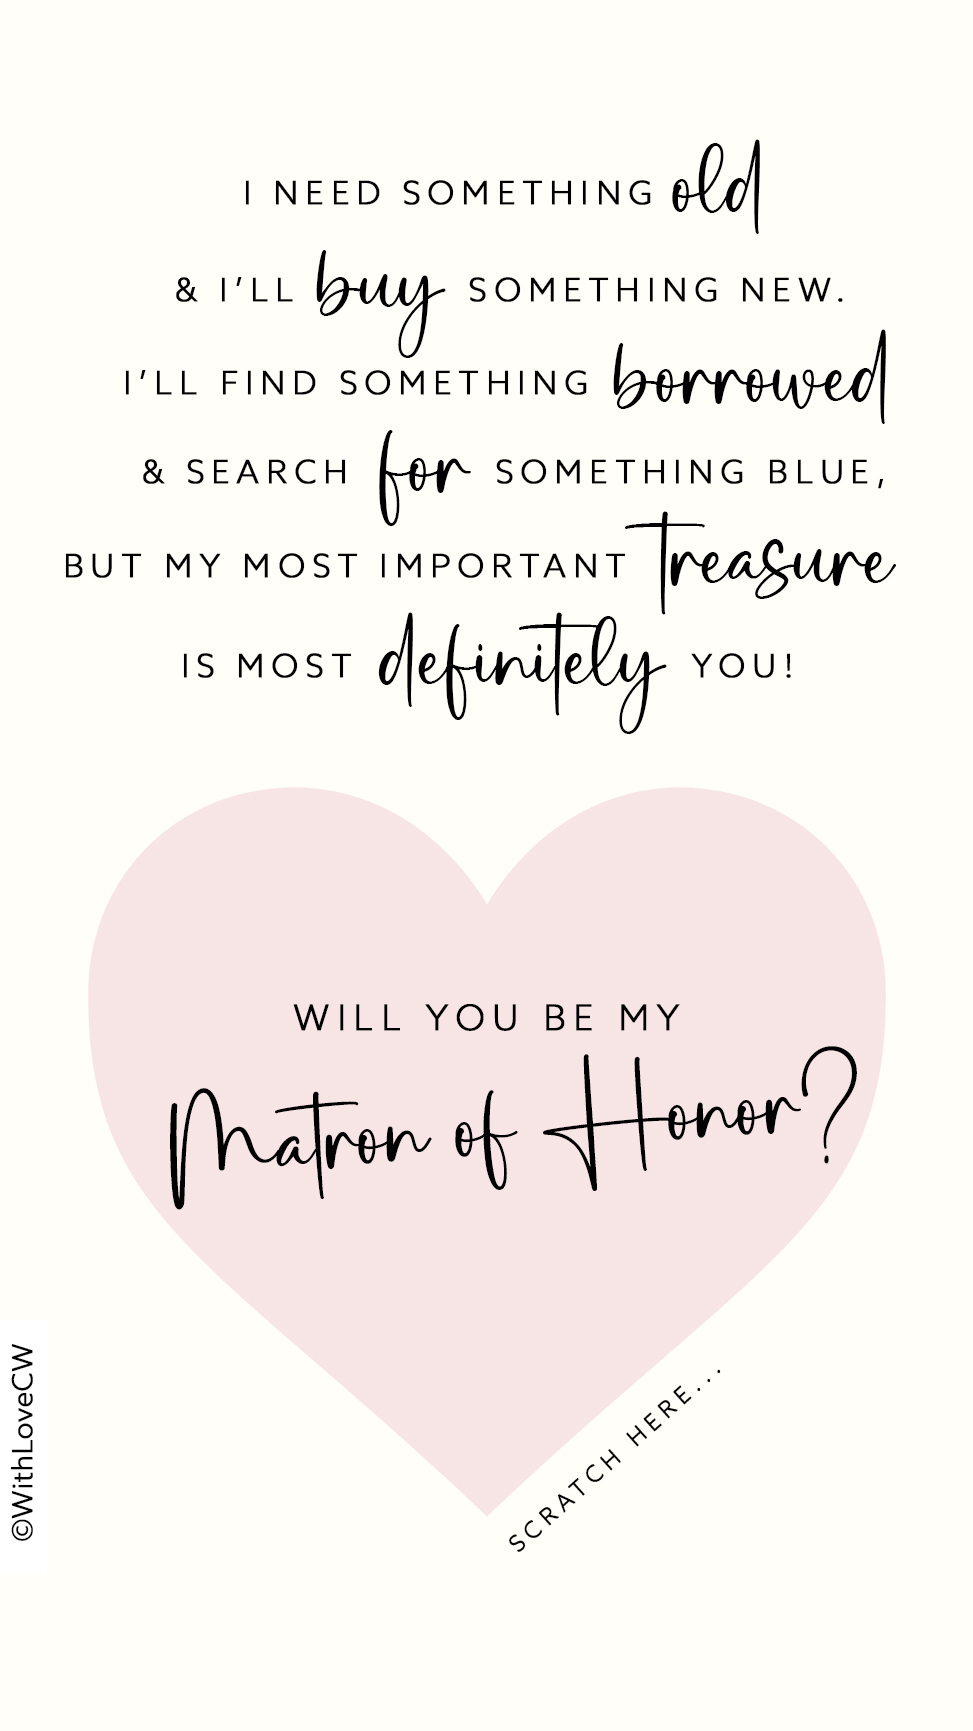 I NEED SOMETHING old
& I'LL buy SOMETHING NEW.
I'LL FIND SOMETHING borrowed
& SEARCH for SOMETHING BLUE,
BUT MY MOST IMPORTANT treasure
IS MOST definitely YOU!
WILL YOU BE MY
Matron of Honor?
SCRATCH HERE...
©WithLoveCW